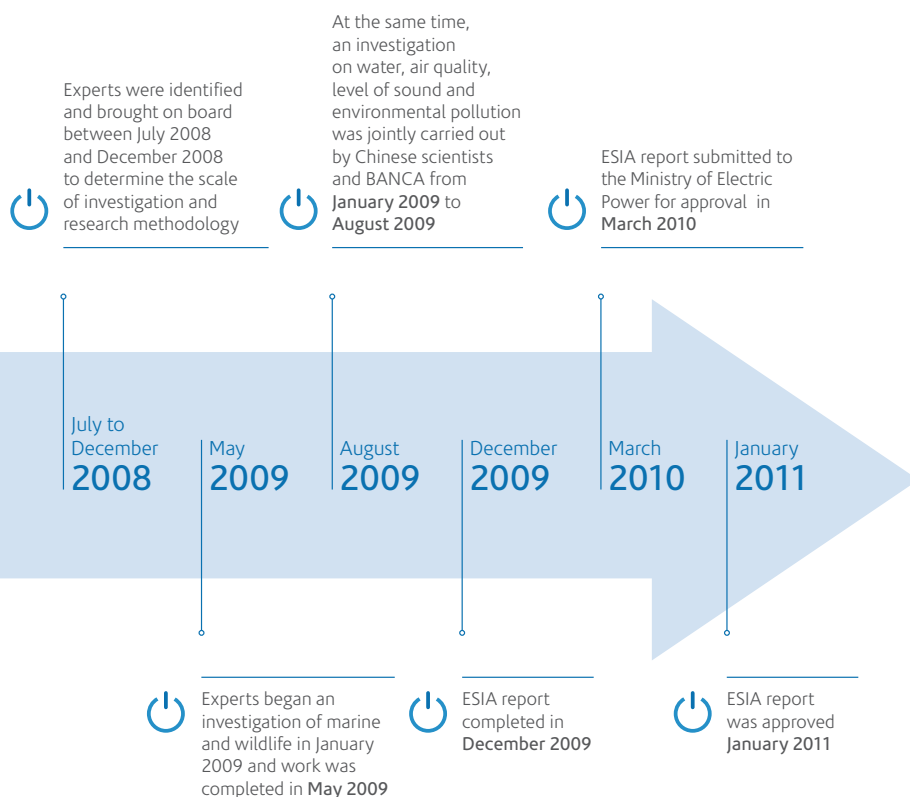 Experts were identified
and brought on board
between July 2008
and December 2008
to determine the scale
of investigation and
research methodology
At the same time,
an investigation
on water, air quality,
level of sound and
environmental pollution
was jointly carried out
by Chinese scientists
and BANCA from
January 2009 to
August 2009
ESIA report submitted to
the Ministry of Electric
Power for approval in
March 2010
July to
December
2008
May
2009
August
2009
December
2009
March
2010
January
2011
Experts began an
investigation of marine
and wildlife in January
2009 and work was
completed in May 2009
ESIA report
completed in
December 2009
ESIA report
was approved
January 2011